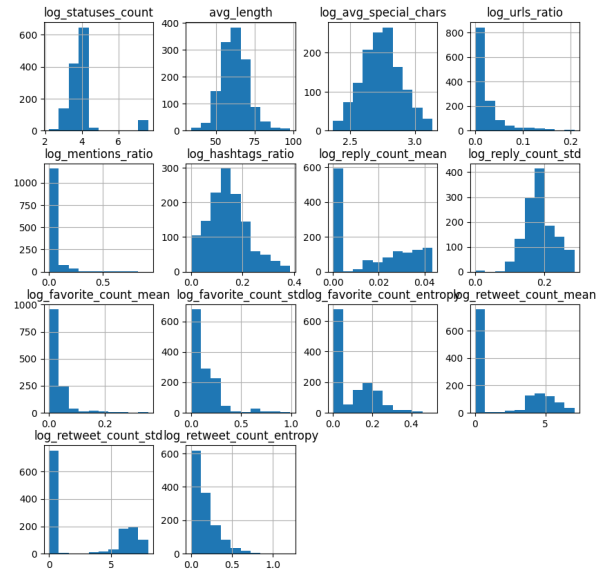 log_statuses_count avg_length log_avg_special_chars log_urls_ratio
600 400 200 0
2 4 6
400 300 200 100 0
50 75 100
200 100 0
2.5 3.0
800 600 400 200 0
0.0 0.1 0.2
log_mentions_ratio log_hashtags_ratio log_reply_count_mean log_reply_count_std
1000 750 500 250 0
0.0 0.5
300 200 100 0
0.0 0.2 0.4
600 400 200 0
0.00 0.02 0.04
400 300 200 100 0
0.0 0.2
log_favorite_count_mean log_favorite_count_std log_favorite_count_entropy log_retweet_count_mean
1000 750 500 250 0
0.0 0.2
600 400 200 0
0.0 0.5 1.0
600 400 200 0
0.0 0.2 0.4
600 400 200 0
0 5
log_retweet_count_std log_retweet_count_entropy
600 400 200 0
0 5
600 400 200 0
0.0 0.5 1.0